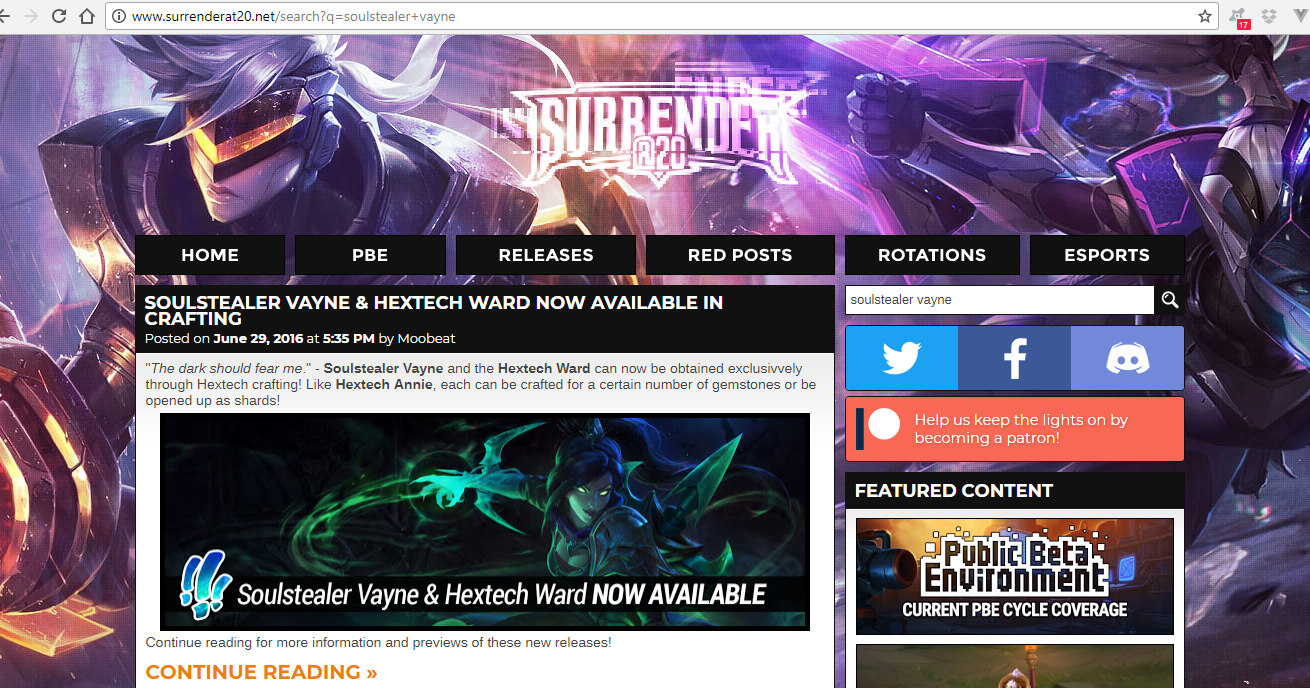 www.surrenderat20.net/search?q=soulstealer+vayne
17
SURRENDER
@20
HOME
PBE
RELEASES
RED POSTS
ROTATIONS
ESPORTS
SOULSTEALER VAYNE & HEXTECH WARD NOW AVAILABLE IN
CRAFTING
Posted on June 29, 2016 at 5:35 PM by Moobeat
"The dark should fear me." - Soulstealer Vayne and the Hextech Ward can now be obtained exclusivvely
through Hextech crafting! Like Hextech Annie, each can be crafted for a certain number of gemstones or be
opened up as shards!
!!!
Soulstealer Vayne & Hextech Ward NOW AVAILABLE
Continue reading for more information and previews of these new releases!
CONTINUE READING »
soulstealer vayne
Help us keep the lights on by
becoming a patron!
FEATURED CONTENT
Public Beta
Environment
CURRENT PBE CYCLE COVERAGE